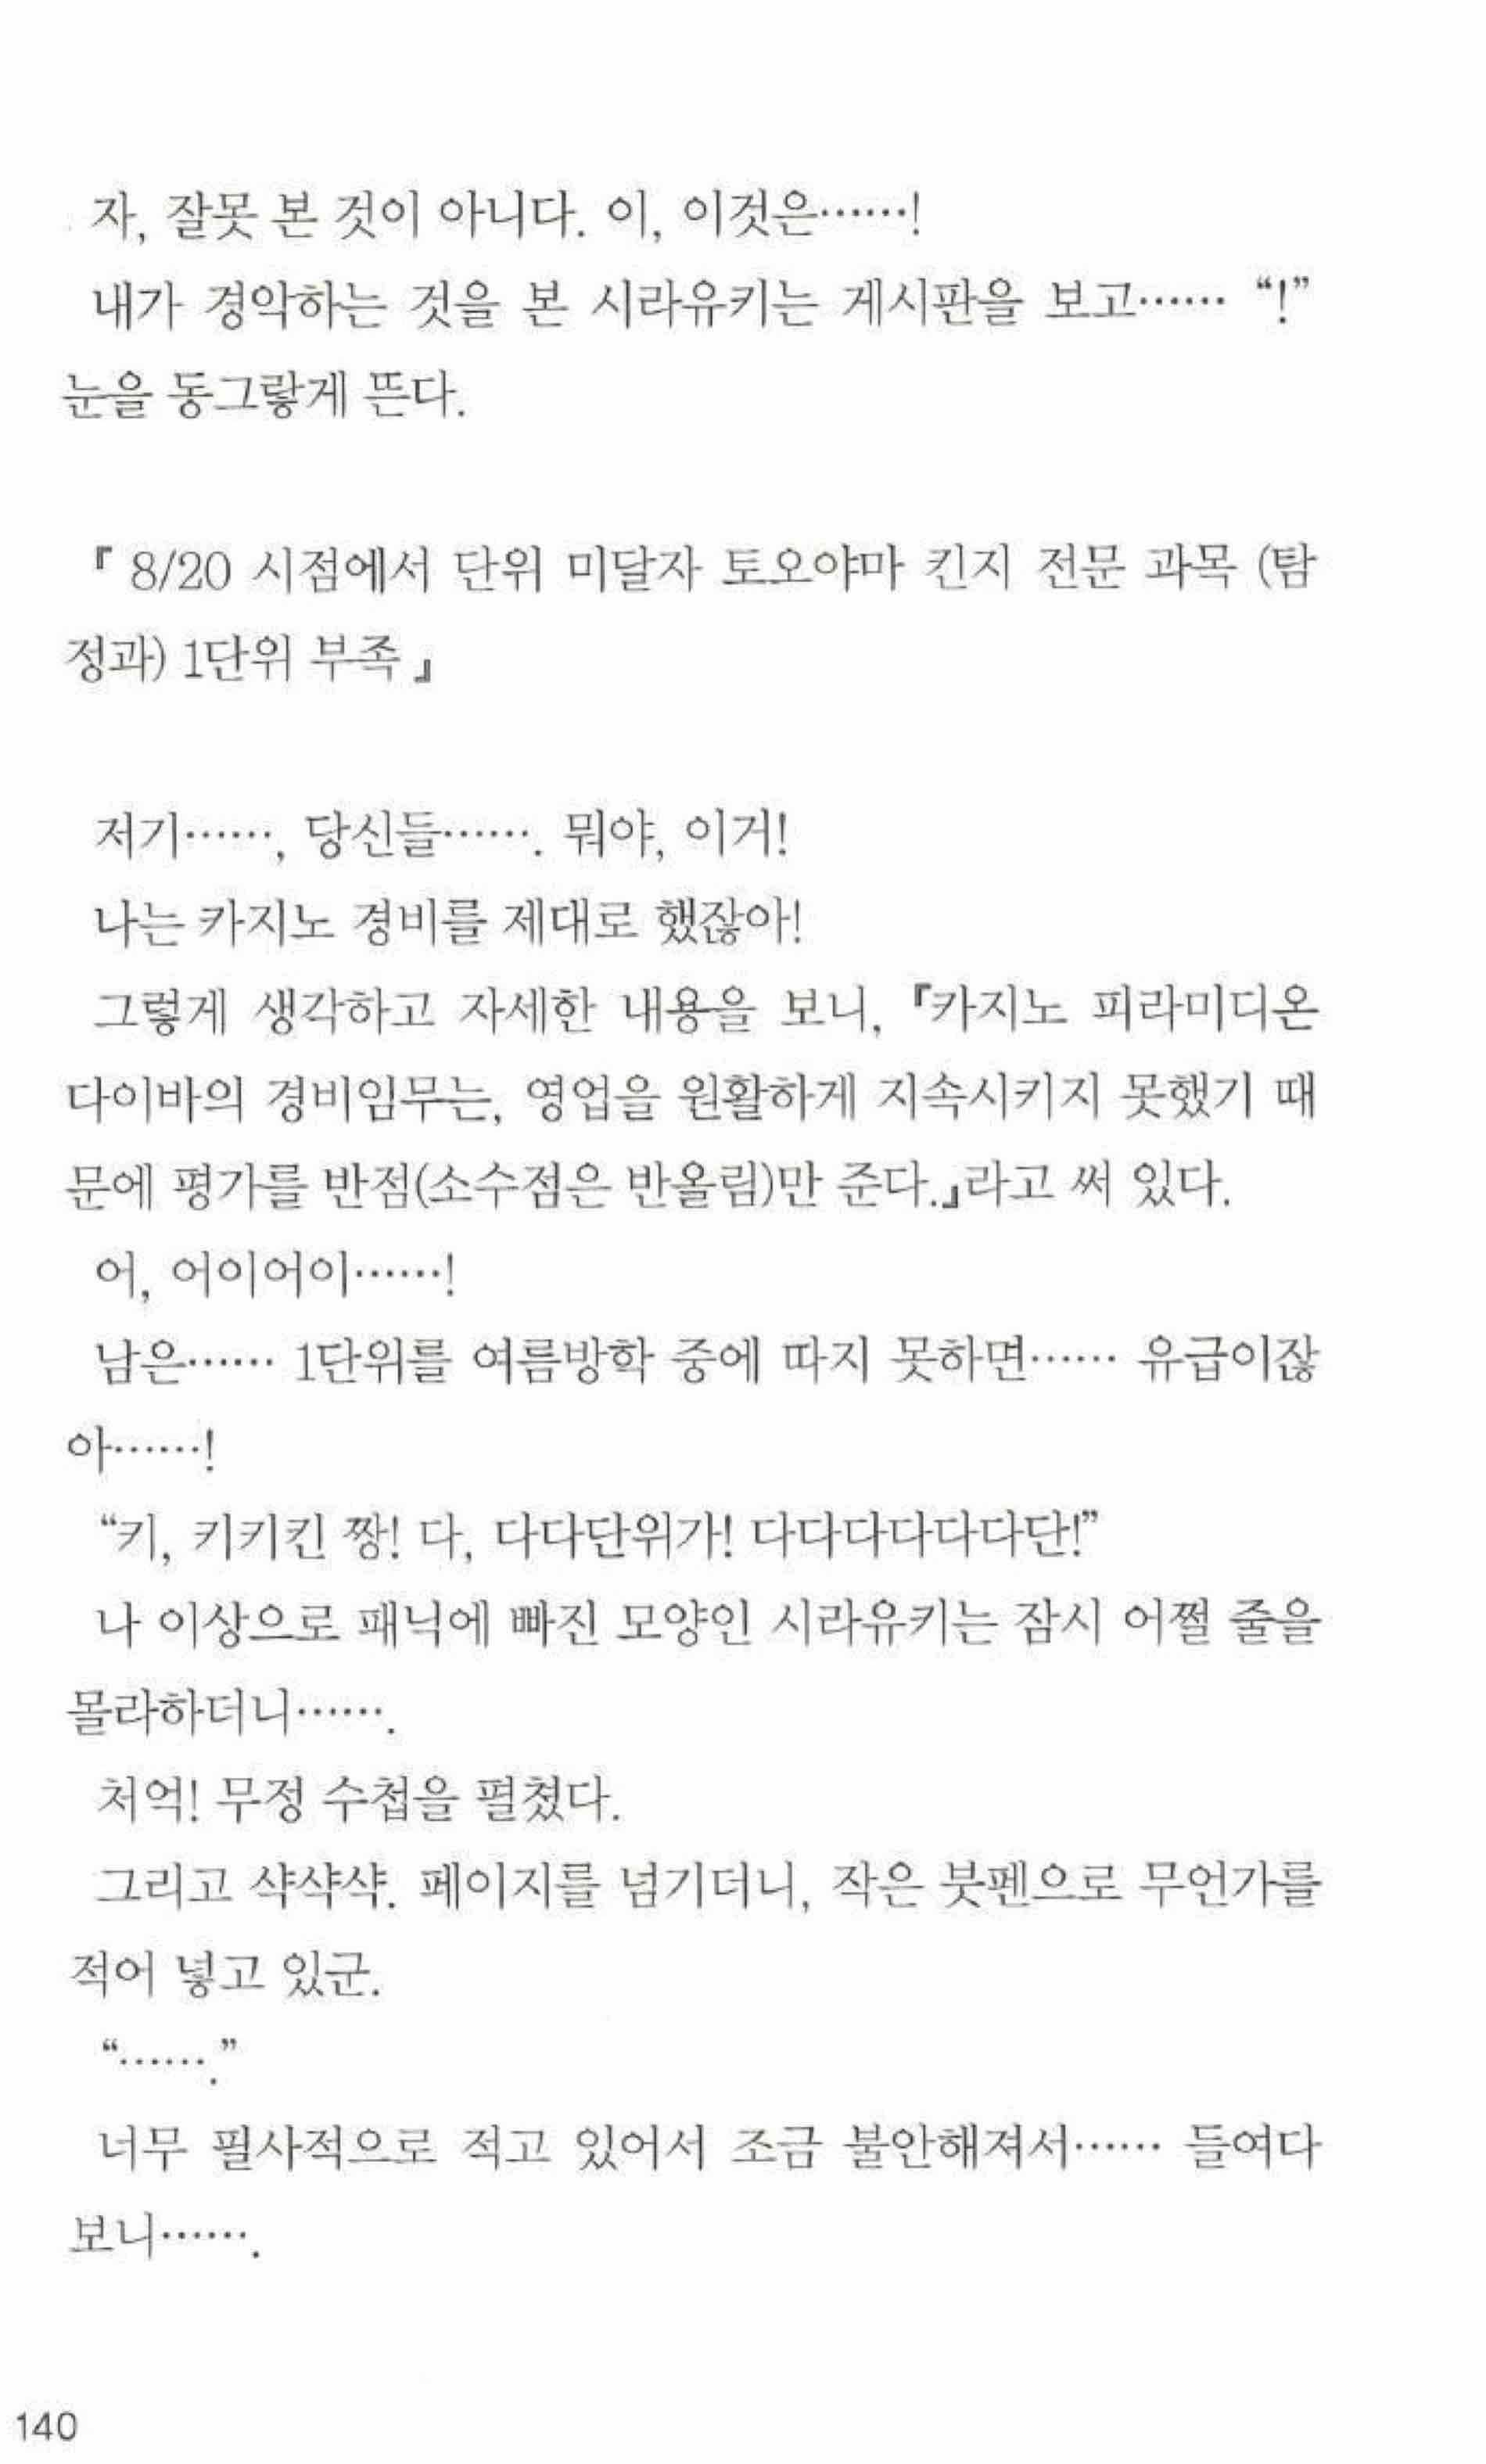 자, 잘못 본 것이 아니다. 이, 이것은……!
내가 경악하는 것을 본 시라유키는 게시판을 보고…… “!”
눈을 동그랗게 뜬다.
『 8/20 시점에서 단위 미달자 토오야마 킨지 전문 과목 (탐
정과) 1단위 부족 』
저기……, 당신들……. 뭐야, 이거!
나는 카지노 경비를 제대로 했잖아!
그렇게 생각하고 자세한 내용을 보니, 『카지노 피라미디온
다이바의 경비임무는, 영업을 원활하게 지속시키지 못했기 때
문에 평가를 반점(소수점은 반올림)만 준다.』라고 써 있다.
어, 어이어이……!
남은…… 1단위를 여름방학 중에 따지 못하면…… 유급이잖
아……!
“키, 키키킨 짱! 다, 다다단위가! 다다다다다다단!”
나 이상으로 패닉에 빠진 모양인 시라유키는 잠시 어쩔 줄을
몰라하더니…….
처억! 무정 수첩을 펼쳤다.
그리고 샥샥샥. 페이지를 넘기더니, 작은 붓펜으로 무언가를
적어 넣고 있군.
“…….”
너무 필사적으로 적고 있어서 조금 불안해져서…… 들여다
보니…….
140